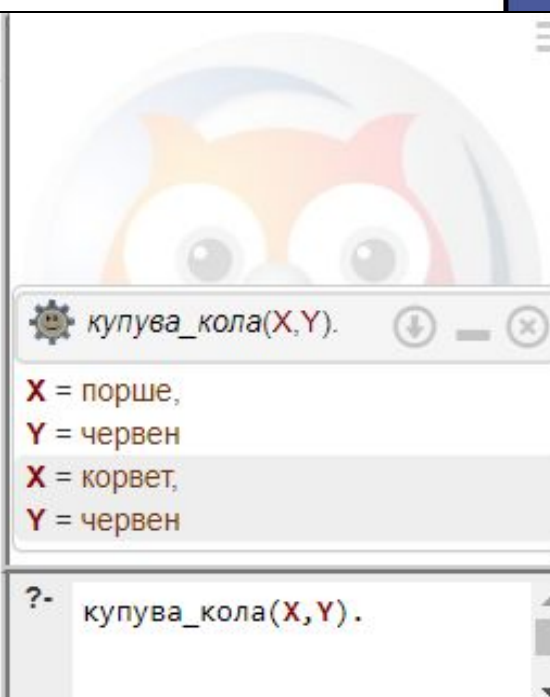 купува_кола(X,Y).
X = порше,
Y = червен
X = корвет,
Y = червен
?- купува_кола(X,Y).